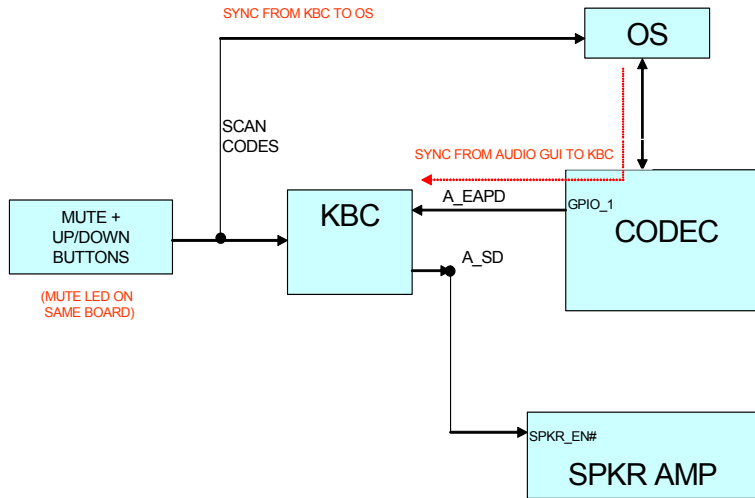 SYNC FROM KBC TO OS
OS
SCAN
CODES
SYNC FROM AUDIO GUI TO KBC
MUTE +
UP/DOWN
BUTTONS
(MUTE LED ON
SAME BOARD)
KBC
A_EAPD
GPIO_1
CODEC
A_SD
SPKR_EN#
SPKR AMP